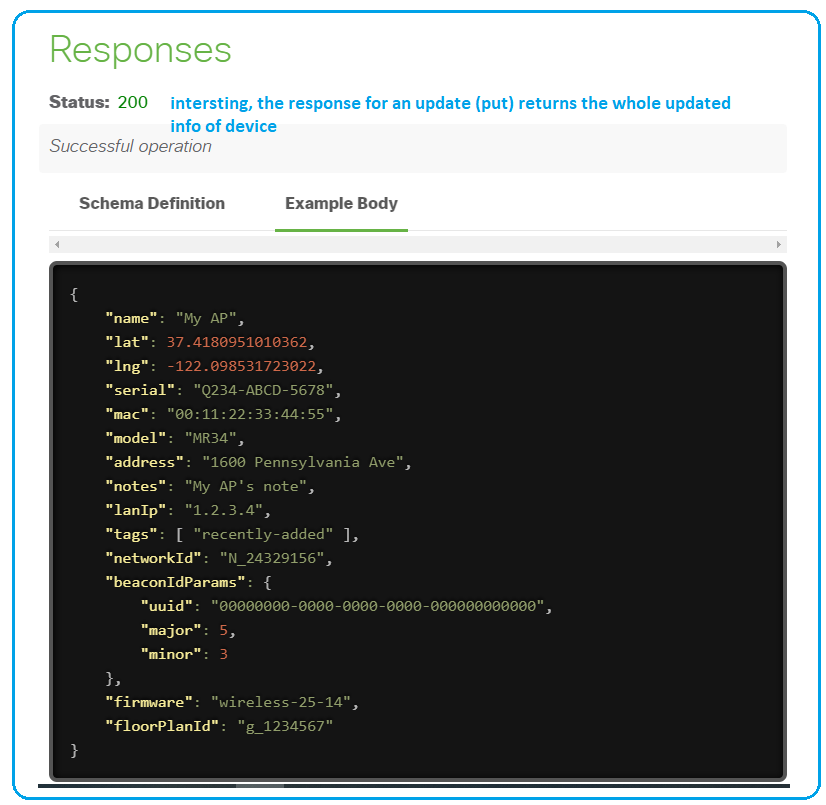 Responses
Status: 200 intersting, the response for an update (put) returns the whole updated
info of device
Successful operation
Schema Definition Example Body
{
"name": "My AP",
"lat": 37.4180951010362,
"lng": -122.098531723022,
"serial": "Q234-ABCD-5678",
"mac": "00:11:22:33:44:55",
"model": "MR34",
"address": "1600 Pennsylvania Ave",
"notes": "My AP's note",
"lanIp": "1.2.3.4",
"tags": [ "recently-added" ],
"networkId": "N_24329156",
"beaconIdParams": {
"uuid": "00000000-0000-0000-0000-000000000000",
"major": 5,
"minor": 3
},
"firmware": "wireless-25-14",
"floorPlanId": "g_1234567"
}